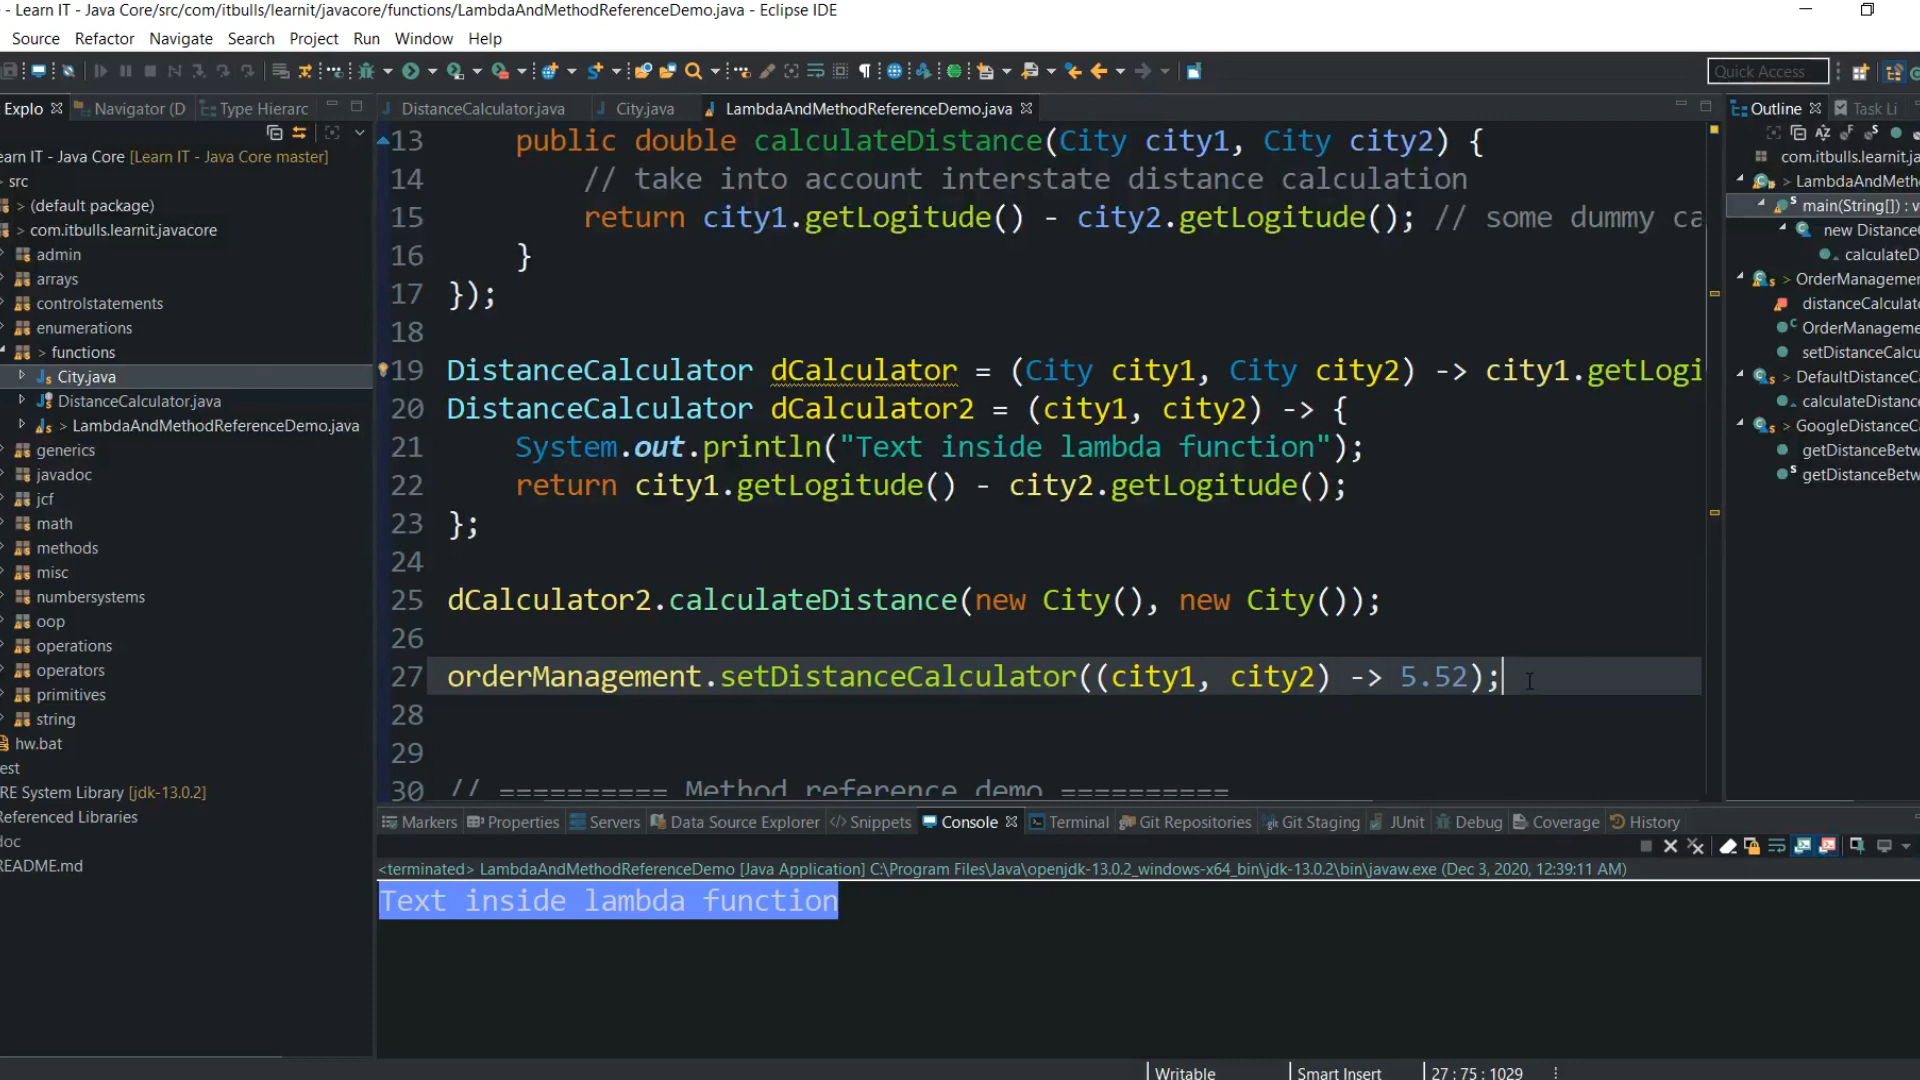 - Learn IT - Java Core/src/com/itbulls/learnit/javacore/functions/LambdaAndMethodReferenceDemo.java - Eclipse IDE
Source Refactor Navigate Search Project Run Window Help
Quick Access
Explo Navigator (D Type Hierarc
DistanceCalculator.java City.java LambdaAndMethodReferenceDemo.java
Outline Task Li
earn IT - Java Core [Learn IT - Java Core master]
src
> (default package)
> com.itbulls.learnit.javacore
admin
arrays
controlstatements
enumerations
> functions
City.java
DistanceCalculator.java
> LambdaAndMethodReferenceDemo.java
generics
javadoc
jcf
math
methods
misc
numbersystems
oop
operations
operators
primitives
string
hw.bat
est
RE System Library [jdk-13.0.2]
Referenced Libraries
doc
README.md
13 public double calculateDistance(City city1, City city2) {
14 // take into account interstate distance calculation
15 return city1.getLogitude() - city2.getLogitude(); // some dummy ca
16 }
17 });
18
19 DistanceCalculator dCalculator = (City city1, City city2) -> city1.getLogi
20 DistanceCalculator dCalculator2 = (city1, city2) -> {
21 System.out.println("Text inside lambda function");
22 return city1.getLogitude() - city2.getLogitude();
23 };
24
25 dCalculator2.calculateDistance(new City(), new City());
26
27 orderManagement.setDistanceCalculator((city1, city2) -> 5.52);
28
29
30 // ========== Method reference demo ==========
com.itbulls.learnit.j
> LambdaAndMetho
main(String[]) : v
new DistanceC
calculateD
> OrderManagemen
distanceCalculato
OrderManageme
setDistanceCalcu
> DefaultDistanceCa
calculateDistance
> GoogleDistanceCa
getDistanceBetw
getDistanceBetw
Markers Properties Servers Data Source Explorer Snippets Console Terminal Git Repositories Git Staging JUnit Debug Coverage History
<terminated> LambdaAndMethodReferenceDemo [Java Application] C:\Program Files\Java\openjdk-13.0.2_windows-x64_bin\jdk-13.0.2\bin\javaw.exe (Dec 3, 2020, 12:39:11 AM)
Text inside lambda function
Writable Smart Insert 27 : 75 : 1029